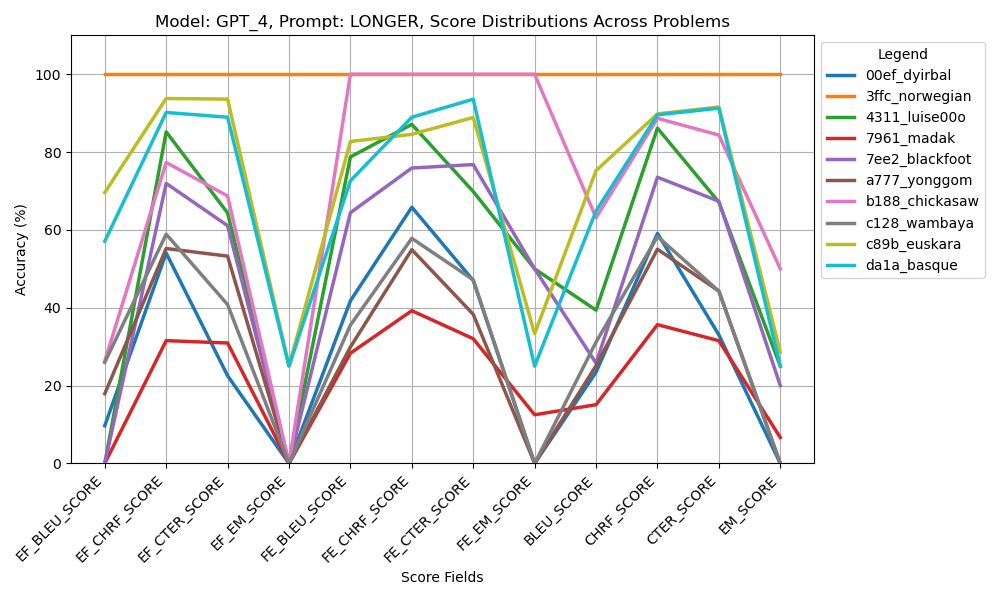 Model: GPT_4, Prompt: LONGER, Score Distributions Across Problems
Accuracy (%)
100
80
60
40
20
0
EF_BLEU_SCORE
EF_CHRF_SCORE
EF_CTER_SCORE
EF_EM_SCORE
FE_BLEU_SCORE
FE_CHRF_SCORE
FE_CTER_SCORE
FE_EM_SCORE
BLEU_SCORE
CHRF_SCORE
CTER_SCORE
EM_SCORE
Score Fields
Legend
00ef_dyirbal
3ffc_norwegian
4311_luise00o
7961_madak
7ee2_blackfoot
a777_yonggom
b188_chickasaw
c128_wambaya
c89b_euskara
da1a_basque